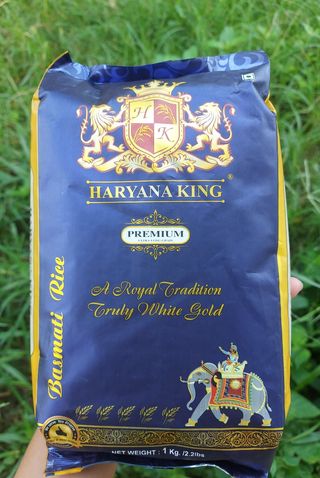 H
K
HARYANA KING ®
PREMIUM
A Royal Tradition
Truly White Gold
Basmati Rice
NET WEIGHT : 1 Kg./2.2lbs